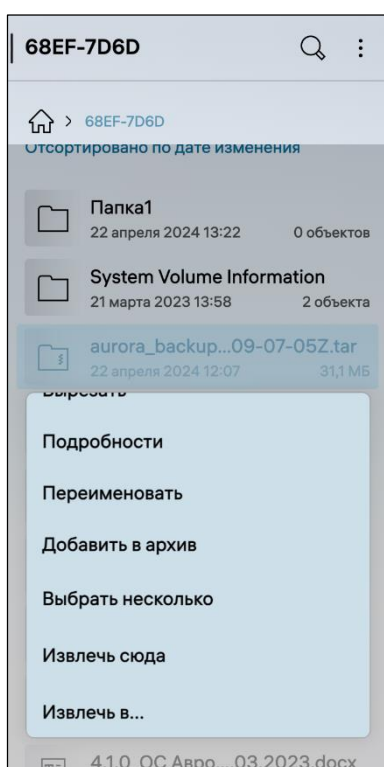 68EF-7D6D
68EF-7D6D
Отсортировано по дате изменения
Папка1
22 апреля 2024 13:22 0 объектов
System Volume Information
21 марта 2023 13:58 2 объекта
aurora_backup...09-07-05Z.tar
22 апреля 2024 12:07 31,1 МБ
Вырезать
Подробности
Переименовать
Добавить в архив
Выбрать несколько
Извлечь сюда
Извлечь в...
4.1.0_ОС Авро....03.2023.docx